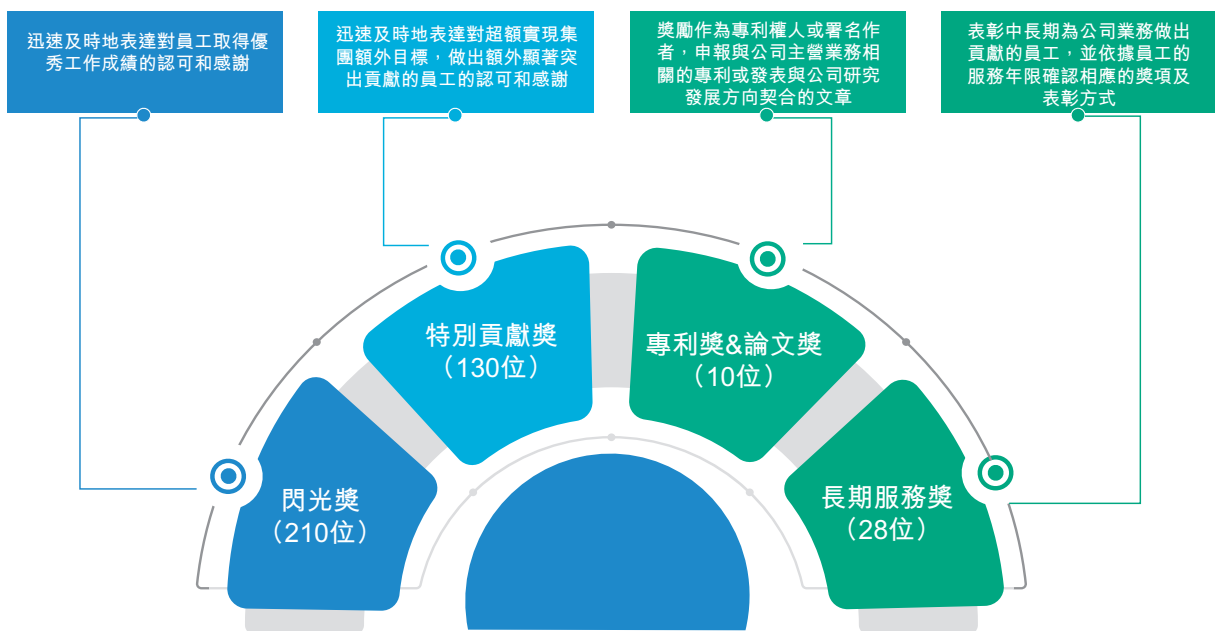 迅速及時地表達對員工取得優
秀工作成績的認可和感謝
迅速及時地表達對超額實現集
團額外目標，做出額外顯著突
出貢獻的員工的認可和感謝
獎勵作為專利權人或署名作
者，申報與公司主營業務相
關的專利或發表與公司研究
發展方向契合的文章
表彰中長期為公司業務做出
貢獻的員工，並依據員工的
服務年限確認相應的獎項及
表彰方式
特別貢獻獎
（130位）
專利獎&論文獎
（10位）
閃光獎
（210位）
長期服務獎
（28位）